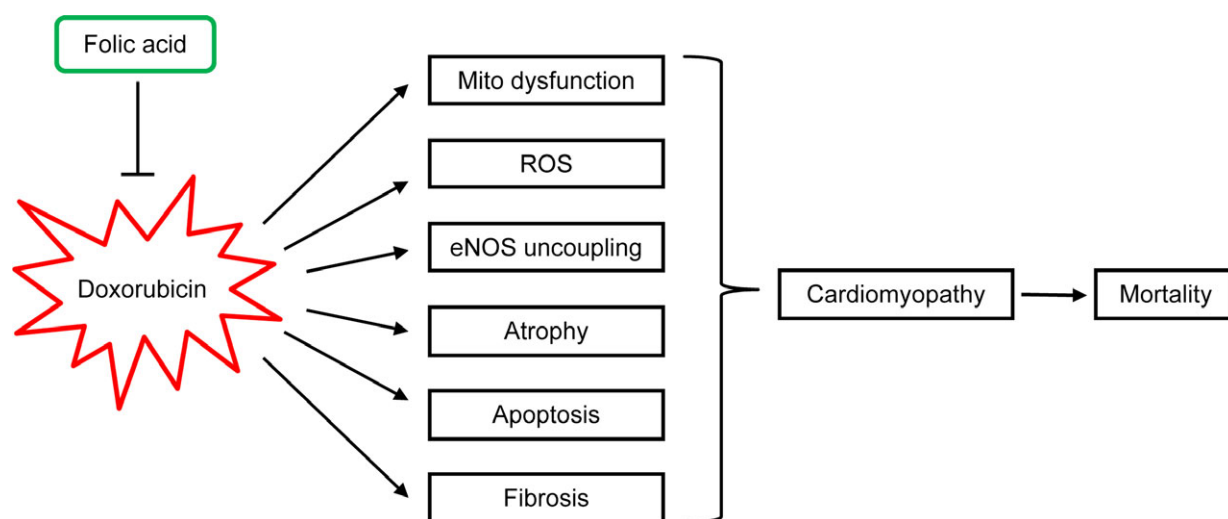 Folic acid
Mito dysfunction
ROS
eNOS uncoupling
Doxorubicin
Cardiomyopathy
Mortality
Atrophy
Apoptosis
Fibrosis